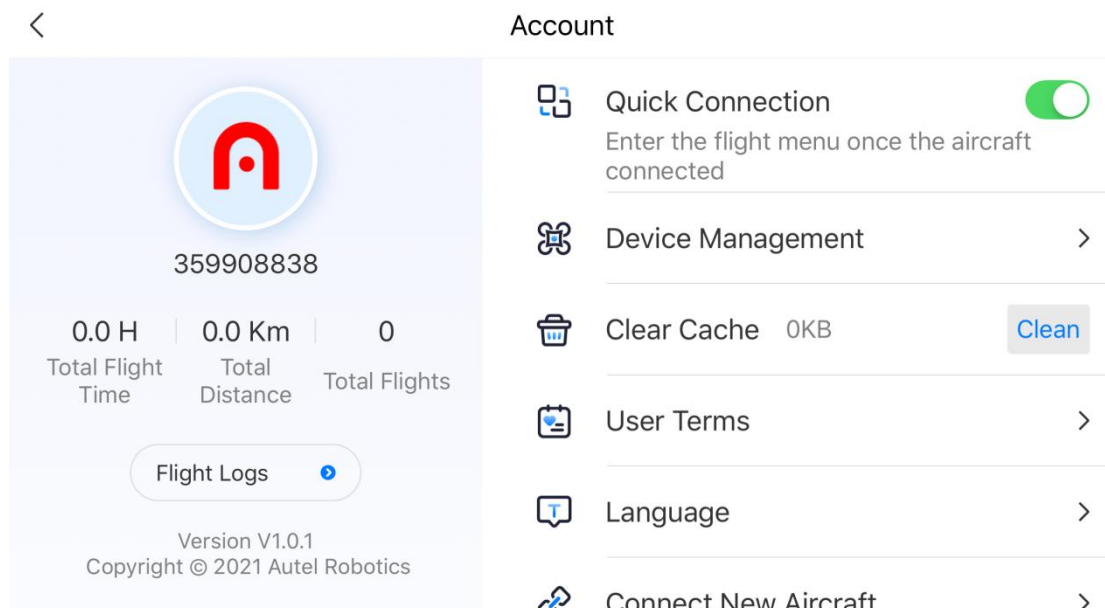 Account
359908838
0.0 H
0.0 Km
0
Total Flight
Time
Total
Distance
Total Flights
Flight Logs
Version V1.0.1
Copyright © 2021 Autel Robotics
Quick Connection
Enter the flight menu once the aircraft
connected
Device Management
Clear Cache 0KB Clean
User Terms
T
Language
Connect New Aircraft